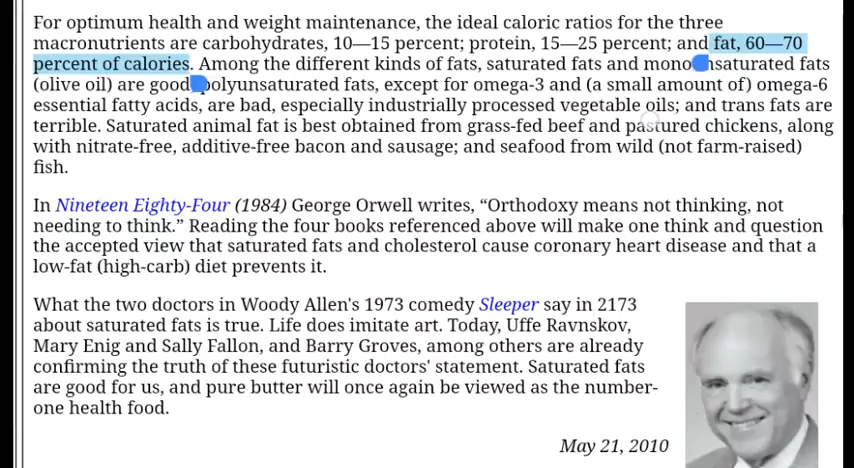 For optimum health and weight maintenance, the ideal caloric ratios for the three
macronutrients are carbohydrates, 10—15 percent; protein, 15—25 percent; and fat, 60—70
percent of calories. Among the different kinds of fats, saturated fats and monounsaturated fats
(olive oil) are good; polyunsaturated fats, except for omega-3 and (a small amount of) omega-6
essential fatty acids, are bad, especially industrially processed vegetable oils; and trans fats are
terrible. Saturated animal fat is best obtained from grass-fed beef and pastured chickens, along
with nitrate-free, additive-free bacon and sausage; and seafood from wild (not farm-raised)
fish.
In Nineteen Eighty-Four (1984) George Orwell writes, “Orthodoxy means not thinking, not
needing to think.” Reading the four books referenced above will make one think and question
the accepted view that saturated fats and cholesterol cause coronary heart disease and that a
low-fat (high-carb) diet prevents it.
What the two doctors in Woody Allen's 1973 comedy Sleeper say in 2173
about saturated fats is true. Life does imitate art. Today, Uffe Ravnskov,
Mary Enig and Sally Fallon, and Barry Groves, among others are already
confirming the truth of these futuristic doctors' statement. Saturated fats
are good for us, and pure butter will once again be viewed as the number-
one health food.
May 21, 2010